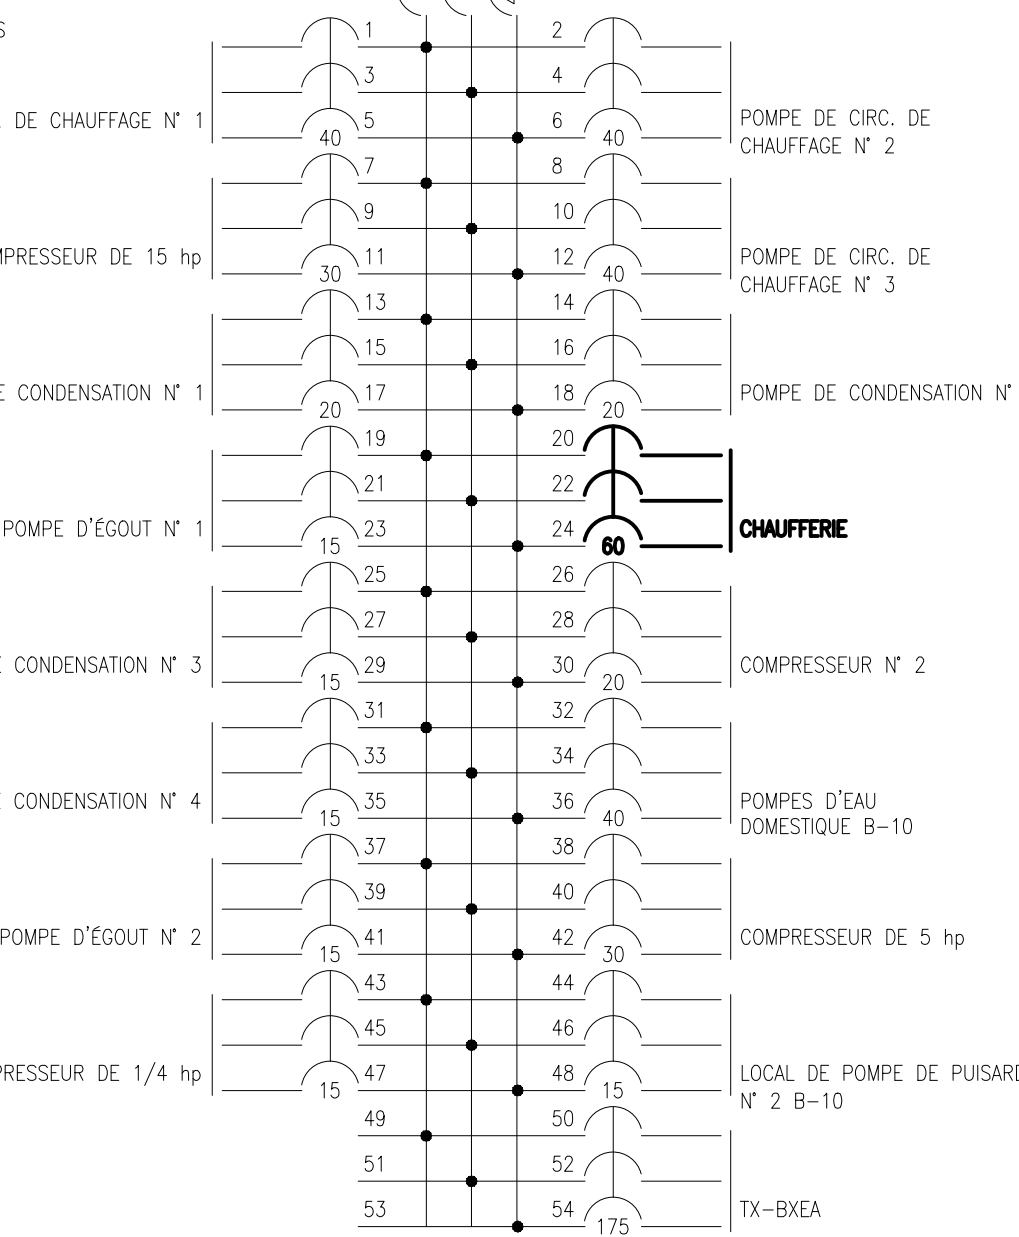 S
1 2
3 4
DE CHAUFFAGE N° 1 40 5 6 40 POMPE DE CIRC. DE
CHAUFFAGE N° 2
7 8
9 10
MPRESSEUR DE 15 hp 30 11 12 40 POMPE DE CIRC. DE
CHAUFFAGE N° 3
13 14
15 16
E CONDENSATION N° 1 20 17 18 20 POMPE DE CONDENSATION N°
19 20
21 22
POMPE D'ÉGOUT N° 1 15 23 24 60 CHAUFFERIE
25 26
27 28
E CONDENSATION N° 3 15 29 30 20 COMPRESSEUR N° 2
31 32
33 34
E CONDENSATION N° 4 15 35 36 40 POMPES D'EAU
DOMESTIQUE B-10
37 38
39 40
POMPE D'ÉGOUT N° 2 15 41 42 30 COMPRESSEUR DE 5 hp
43 44
45 46
PRESSEUR DE 1/4 hp 15 47 48 15 LOCAL DE POMPE DE PUISARD
N° 2 B-10
49 50
51 52
53 54 175 TX-BXEA